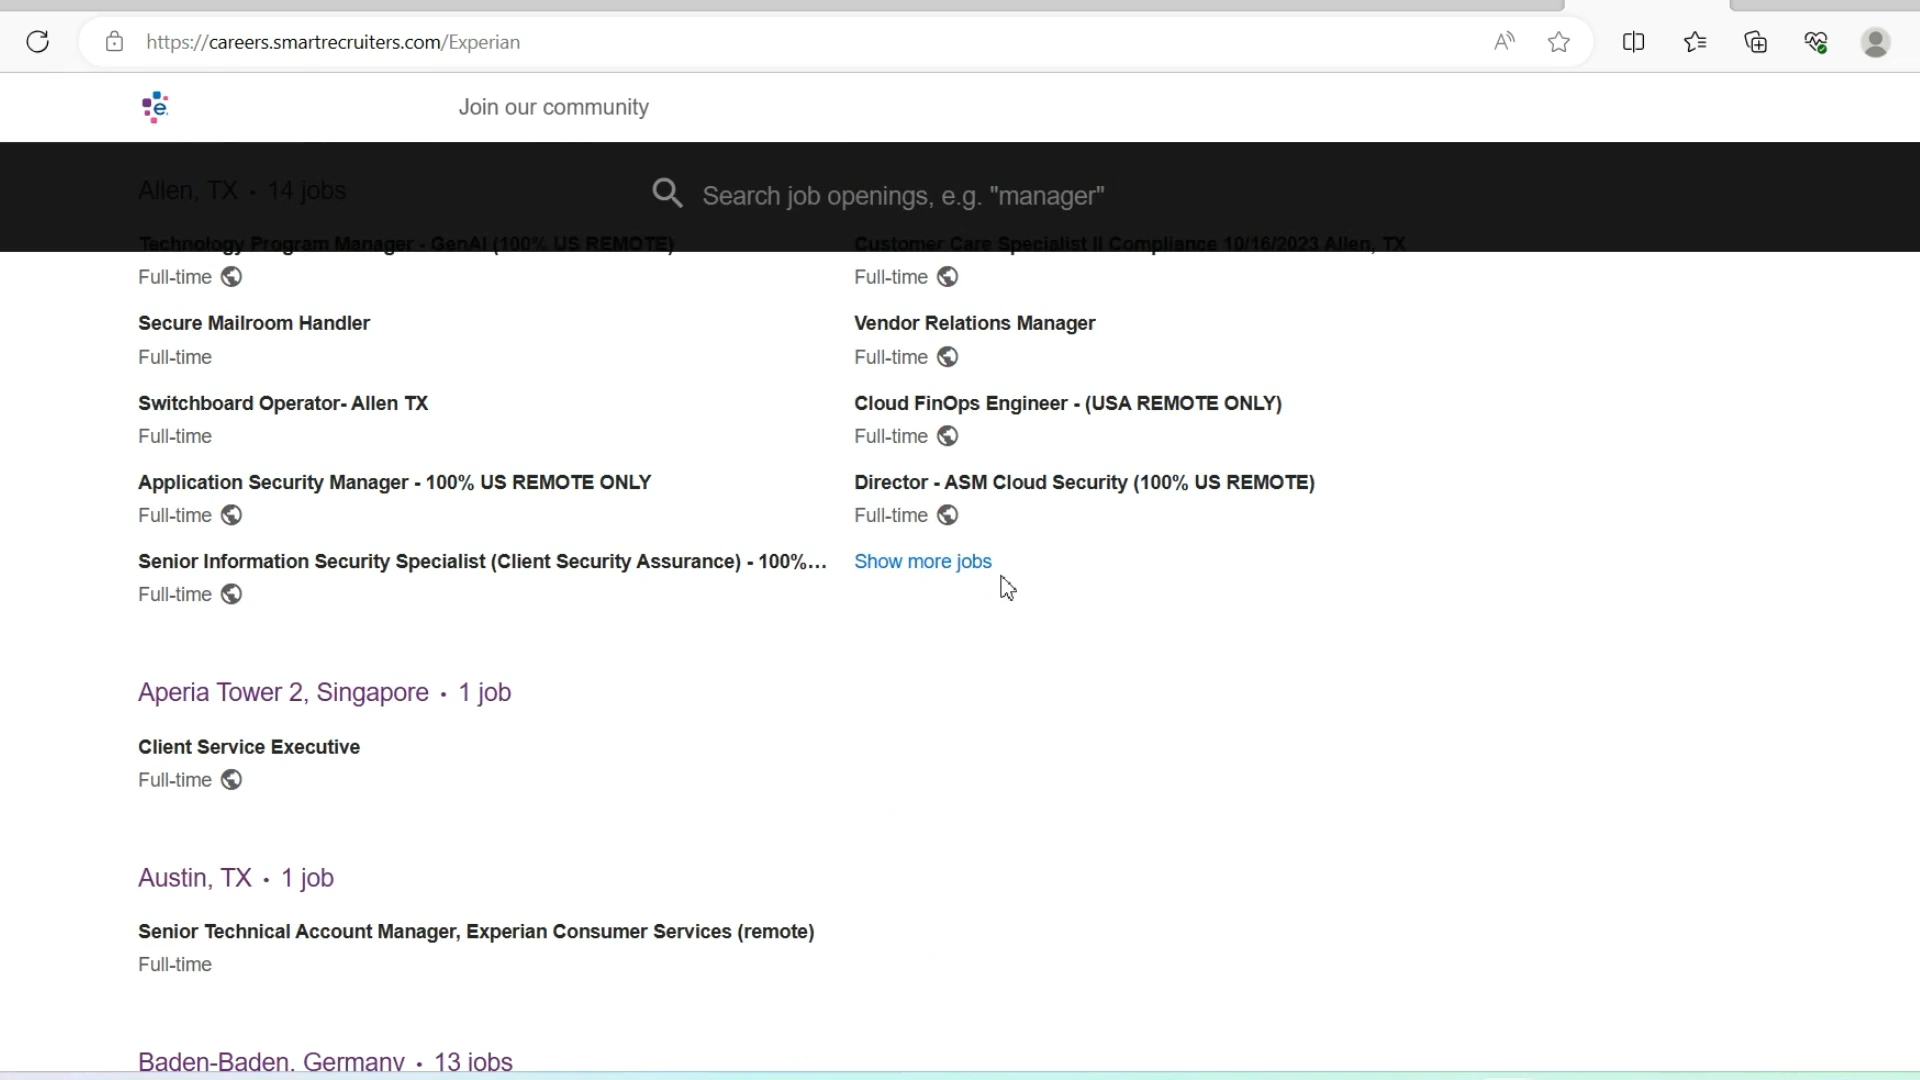 https://careers.smartrecruiters.com/Experian
e.
Join our community
Allen, TX • 14 jobs
Search job openings, e.g. "manager"
Technology Program Manager - GenAI (100% US REMOTE)
Customer Care Specialist II Compliance 10/16/2023 Allen, TX
Full-time
Full-time
Secure Mailroom Handler
Vendor Relations Manager
Full-time
Full-time
Switchboard Operator- Allen TX
Cloud FinOps Engineer - (USA REMOTE ONLY)
Full-time
Full-time
Application Security Manager - 100% US REMOTE ONLY
Director - ASM Cloud Security (100% US REMOTE)
Full-time
Full-time
Senior Information Security Specialist (Client Security Assurance) - 100%...
Show more jobs
Full-time
Aperia Tower 2, Singapore • 1 job
Client Service Executive
Full-time
Austin, TX • 1 job
Senior Technical Account Manager, Experian Consumer Services (remote)
Full-time
Baden-Baden, Germany • 13 jobs